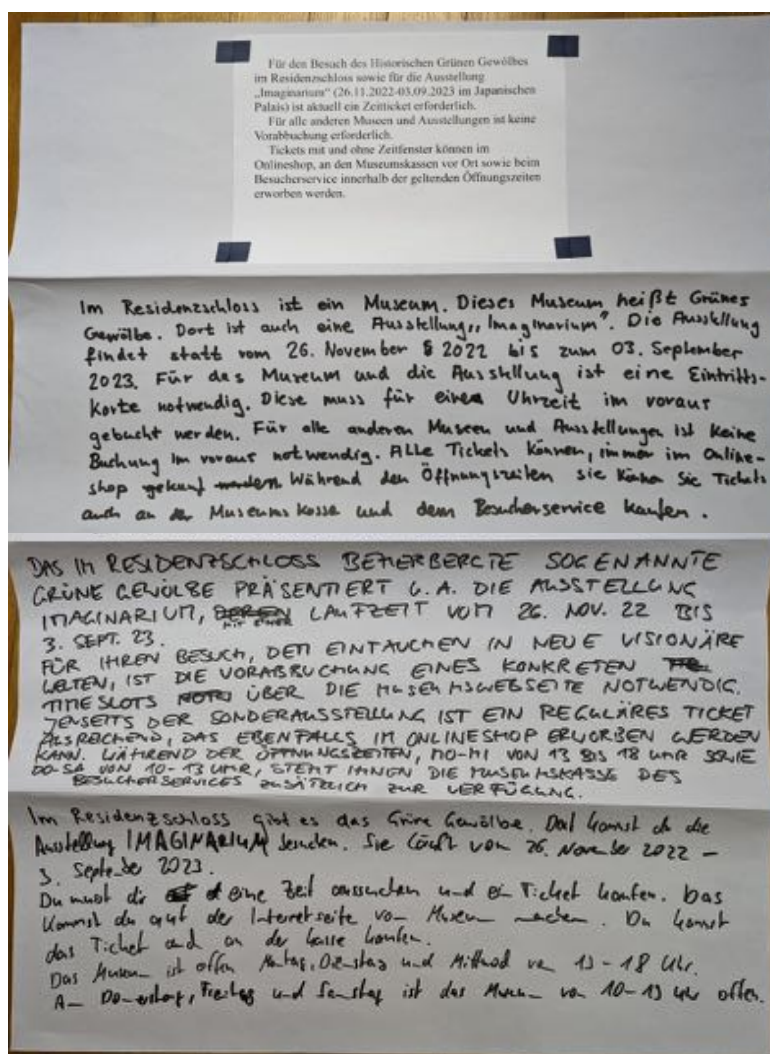 Für den Besuch des Historischen Grünen Gewölbes
im Residenzschloss sowie für die Ausstellung
„Imaginarium“ (26.11.2022-03.09.2023 im Japanischen
Palais) ist aktuell ein Zeitticket erforderlich.
Für alle anderen Museen und Ausstellungen ist keine
Vorabbuchung erforderlich.
Tickets mit und ohne Zeitfenster können im
Onlineshop, an den Museumskassen vor Ort sowie beim
Besucherservice innerhalb der geltenden Öffnungszeiten
erworben werden.
Im Residenzschloss ist ein Museum. Dieses Museum heißt Grünes
Gewölbe. Dort ist auch eine Ausstellung „Imaginarium“. Die Ausstellung
findet statt vom 26. November 2022 bis zum 03. September
2023. Für das Museum und die Ausstellung ist eine Eintritts-
karte notwendig. Diese muss für eine Uhrzeit im voraus
gebucht werden. Für alle anderen Museen und Ausstellungen ist keine
Buchung im voraus notwendig. Alle Tickets können, immer im Online-
shop gekauf werden. Während den Öffnungszeiten sie können Sie Tickets
auch an der Museums kasse und dem Besucherservice kaufen.
DAS IM RESIDENZSCHLOSS BEHERBERGTE SOGENANNTE
GRÜNE GEWÖLBE PRÄSENTIERT U.A. DIE AUSSTELLUNG
IMAGINARIUM, DEREN MIT EINER LAUFZEIT VOM 26. NOV. 22 BIS
3. SEPT. 23.
FÜR IHREN BESUCH, DEM EINTAUCHEN IN NEUE VISIONÄRE
WELTEN, IST DIE VORABBUCHUNG EINES KONKRETEN
TIMESLOTS ÜBER DIE MUSEUMSWEBSEITE NOTWENDIG.
JENSEITS DER SONDERAUSSTELLUNG IST EIN REGULÄRES TICKET
AUSREICHEND, DAS EBENFALLS IM ONLINESHOP ERWORBEN WERDEN
KANN. WÄHREND DER ÖFFNUNGSZEITEN, MO-MI VON 13 BIS 18 UHR SOWIE
DO-SA VON 10-13 UHR, STEHT IHNEN DIE MUSEUMSKASSE DES
BESUCHERSERVICES ZUSÄTZLICH ZUR VERFÜGUNG.
Im Residenzschloss gibt es das Grüne Gewölbe. Dort kannst du die
Ausstellung IMAGINARIUM besuchen. Sie läuft vom 26. November 2022 –
3. September 2023.
Du musst dir eine Zeit aussuchen und ein Ticket kaufen. Das
kannst du auf der Internetseite vom Museum machen. Du kannst
das Ticket auch an der Kasse kaufen.
Das Museum ist offen Montag, Dienstag und Mittwoch von 13 – 18 Uhr.
Am Donnerstag, Freitag und Samstag ist das Museum von 10–13 Uhr offen.